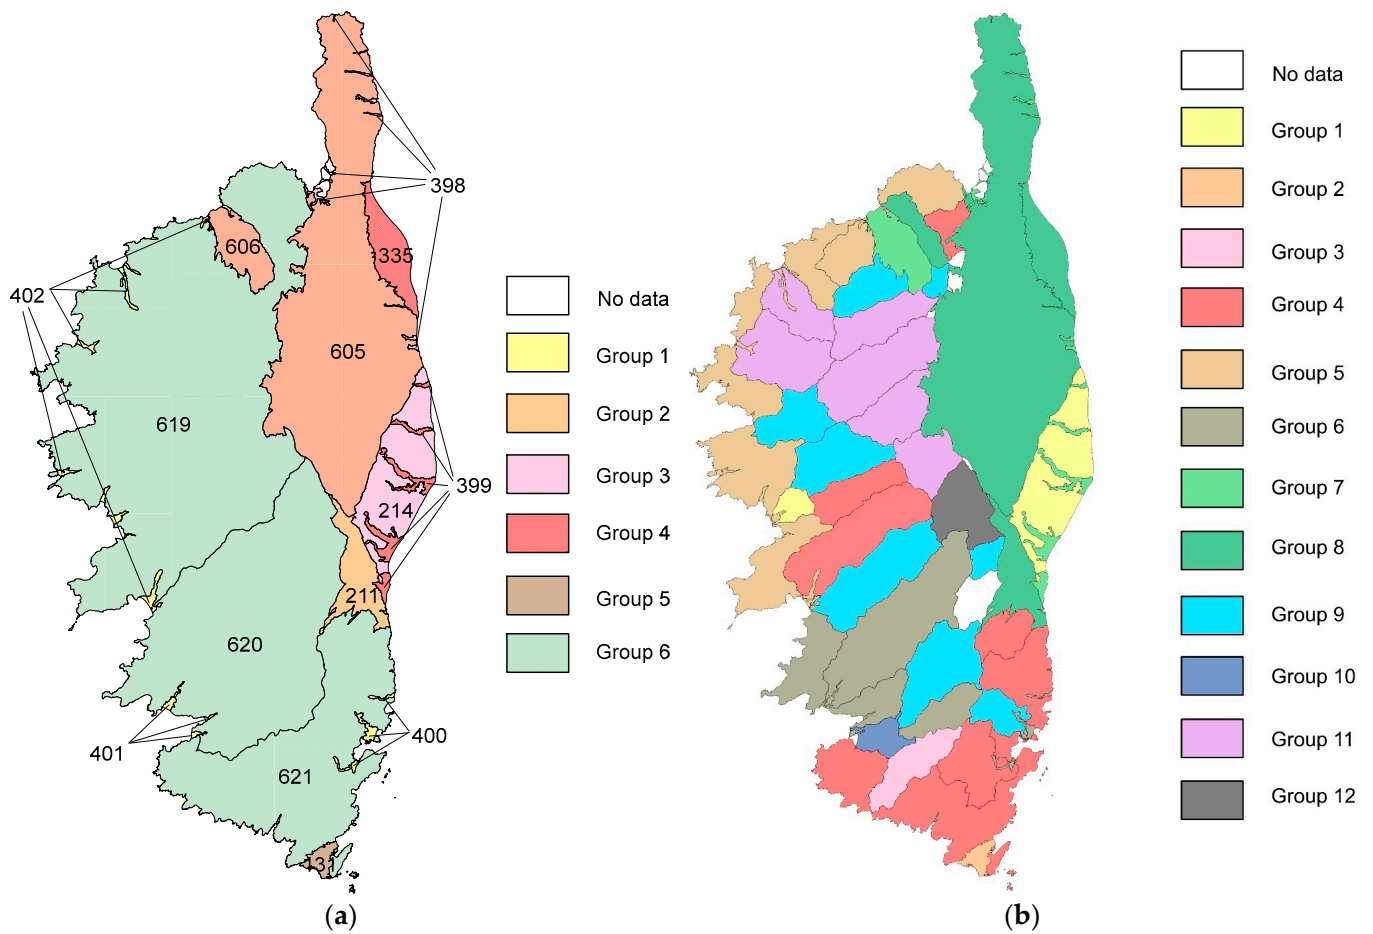 398
606
335
402
605
619
399
214
211
620
401
400
621
131
No data
Group 1
Group 2
Group 3
Group 4
Group 5
Group 6
(a)
No data
Group 1
Group 2
Group 3
Group 4
Group 5
Group 6
Group 7
Group 8
Group 9
Group 10
Group 11
Group 12
(b)